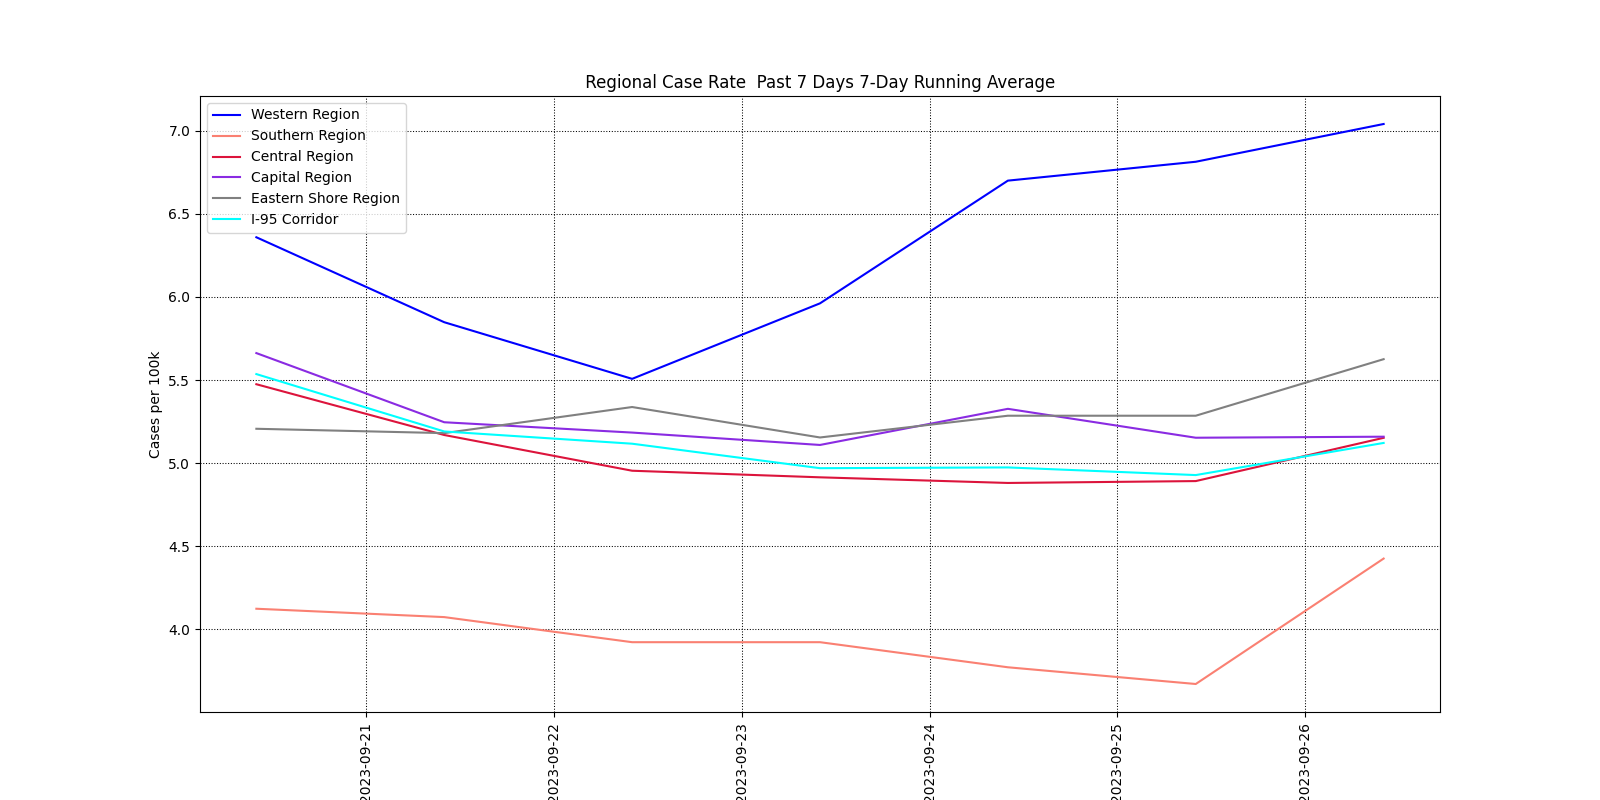 Regional Case Rate  Past 7 Days 7-Day Running Average
Western Region
Southern Region
Central Region
Capital Region
Eastern Shore Region
I-95 Corridor
Cases per 100k
7.0
6.5
6.0
5.5
5.0
4.5
4.0
2023-09-21
2023-09-22
2023-09-23
2023-09-24
2023-09-25
2023-09-26